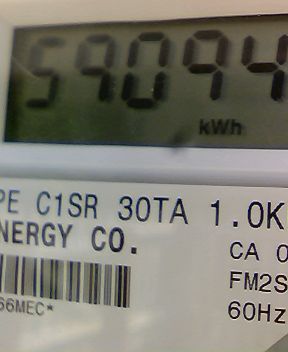 59094
kWh
PE C1SR 30TA 1.0K
NERGY CO.
CA 0
FM2S
66MEC*
60Hz